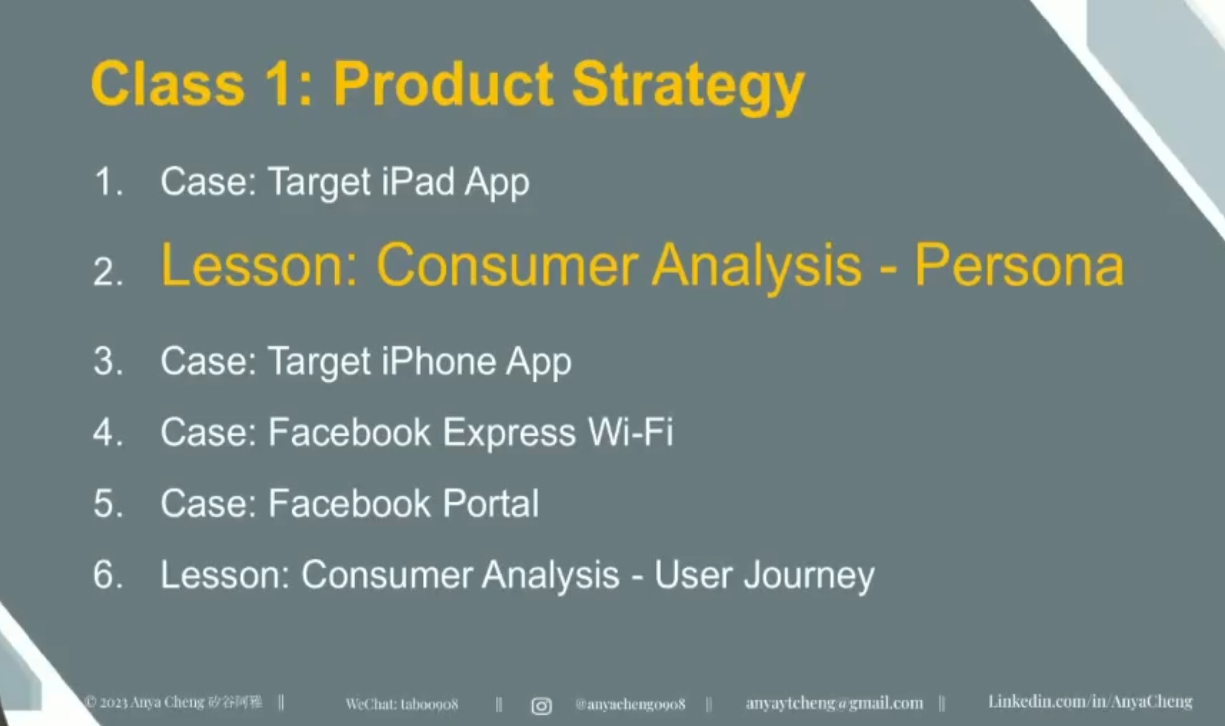 Class 1: Product Strategy
1. Case: Target iPad App
2. Lesson: Consumer Analysis - Persona
3. Case: Target iPhone App
4. Case: Facebook Express Wi-Fi
5. Case: Facebook Portal
6. Lesson: Consumer Analysis - User Journey
© 2023 Anya Cheng 矽谷阿雅 || WeChat: tab00908 || @anyacheng0908 || anyaytcheng@gmail.com || Linkedin.com/in/AnyaCheng